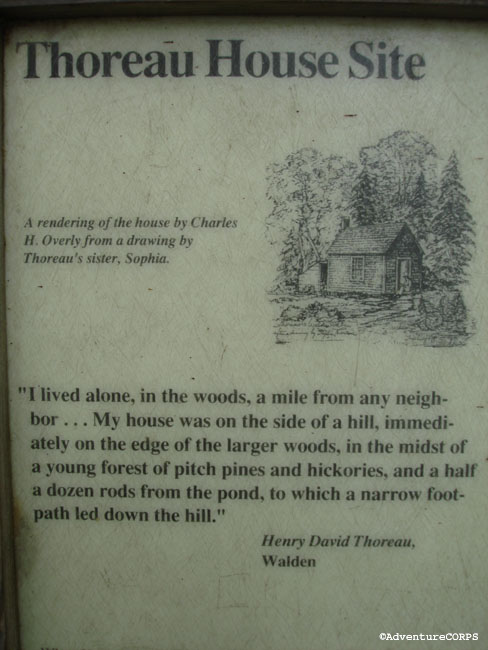 Thoreau House Site
A rendering of the house by Charles
H. Overly from a drawing by
Thoreau's sister, Sophia.
"I lived alone, in the woods, a mile from any neigh-
bor . . . My house was on the side of a hill, immedi-
ately on the edge of the larger woods, in the midst of
a young forest of pitch pines and hickories, and a half
a dozen rods from the pond, to which a narrow foot-
path led down the hill."
Henry David Thoreau,
Walden
©AdventureCORPS